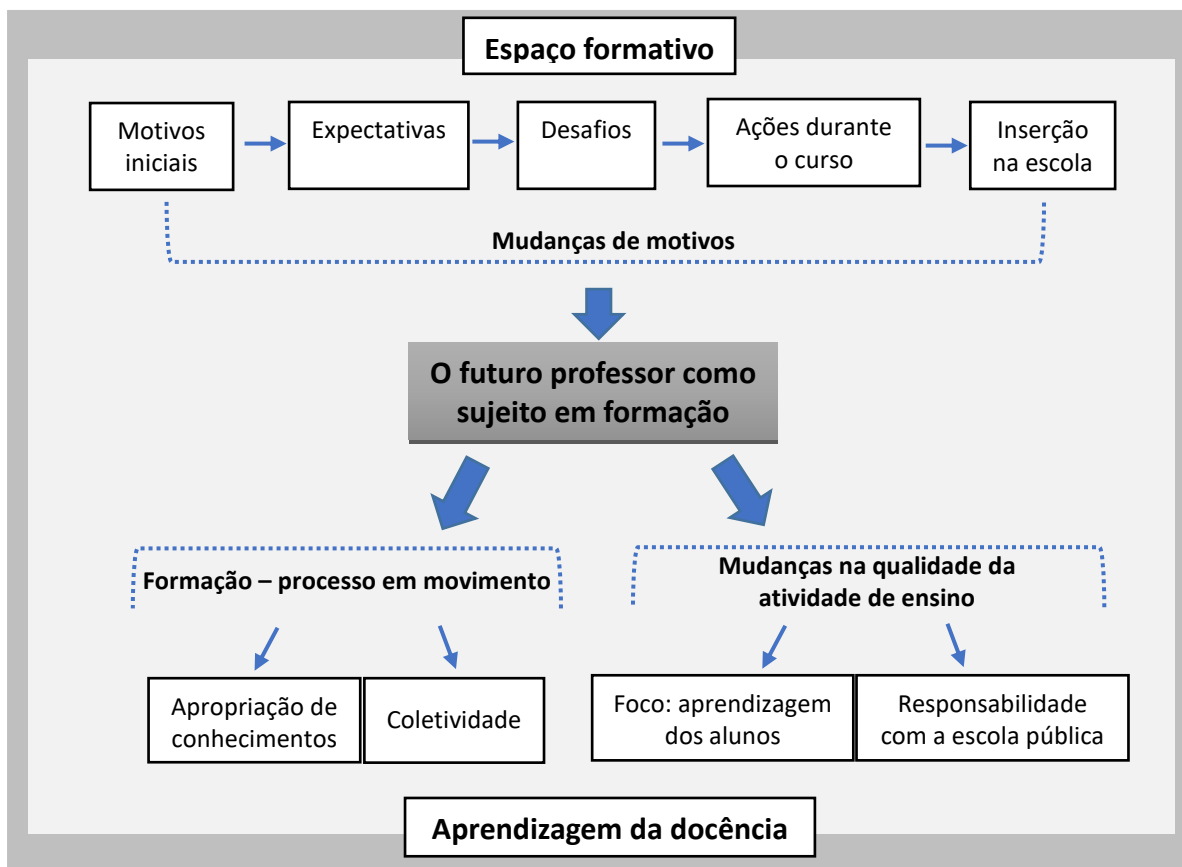 Espaço formativo
Motivos
iniciais
Expectativas
Desafios
Ações durante
o curso
Inserção
na escola
Mudanças de motivos
O futuro professor como
sujeito em formação
Formação – processo em movimento
Mudanças na qualidade da
atividade de ensino
Apropriação de
conhecimentos
Coletividade
Foco: aprendizagem
dos alunos
Responsabilidade
com a escola pública
Aprendizagem da docência